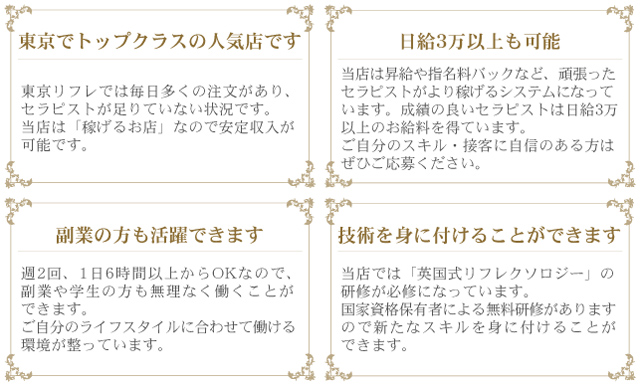 東京でトップクラスの人気店です
東京リフレでは毎日多くの注文があり、
セラピストが足りていない状況です。
当店は「稼げるお店」なので安定収入が
可能です。
日給3万以上も可能
当店は昇給や指名料バックなど、頑張った
セラピストがより稼げるシステムになって
います。成績の良いセラピストは日給3万
以上のお給料を得ています。
ご自分のスキル・接客に自信のある方は
ぜひご応募ください。
副業の方も活躍できます
週2回、1日6時間以上からOKなので、
副業や学生の方も無理なく働くことが
できます。
ご自分のライフスタイルに合わせて働ける
環境が整っています。
技術を身に付けることができます
当店では「英国式リフレクソロジー」の
研修が必修になっています。
国家資格保有者による無料研修があります
ので新たなスキルを身に付けることが
できます。